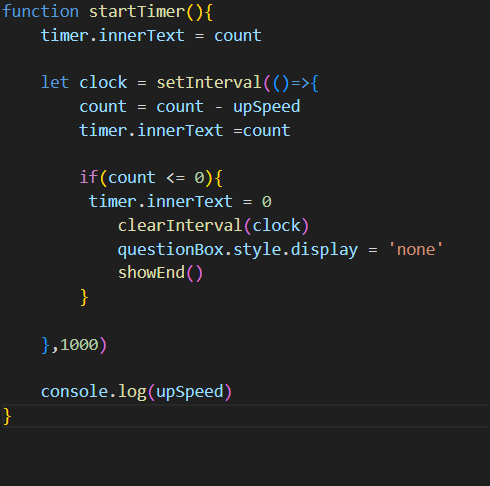 function startTimer(){
    timer.innerText = count

    let clock = setInterval(()=>{
        count = count - upSpeed
        timer.innerText =count

        if(count <= 0){
         timer.innerText = 0
            clearInterval(clock)
            questionBox.style.display = 'none'
            showEnd()
        }

    },1000)

    console.log(upSpeed)
}